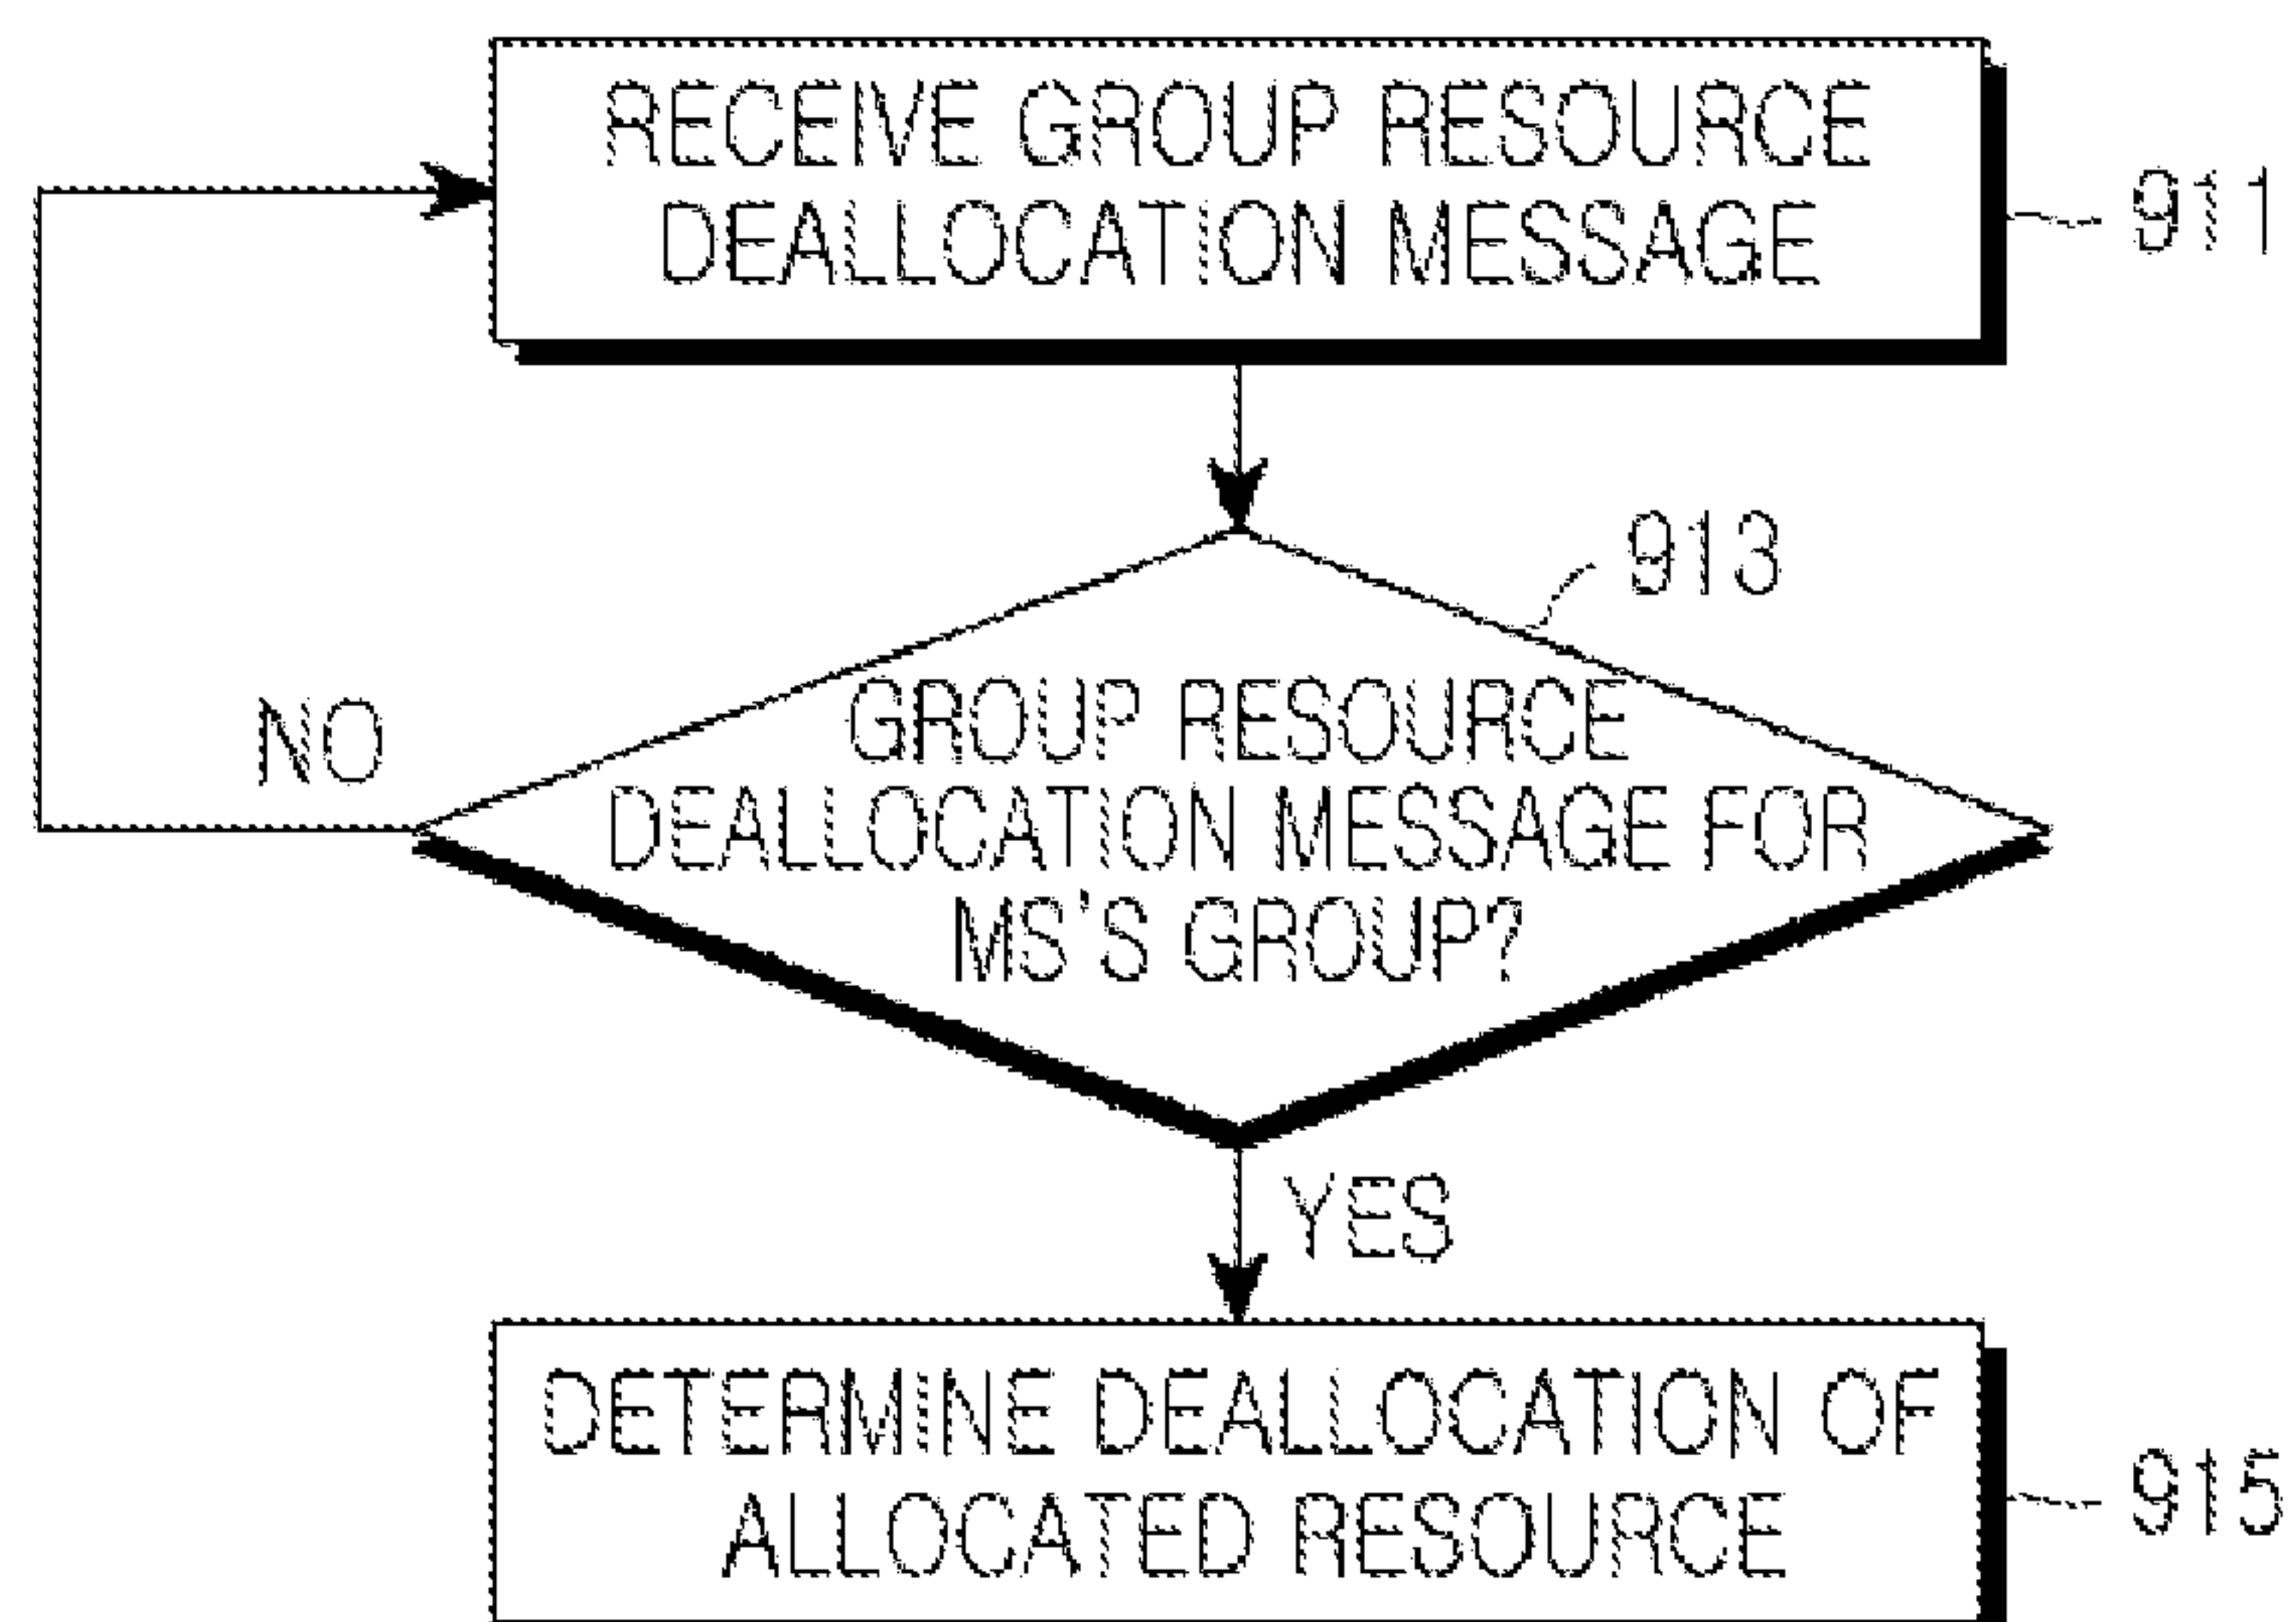 RECEIVE GROUP RESOURCE
DEALLOCATION MESSAGE
911
913
GROUP RESOURCE
DEALLOCATION MESSAGE FOR
MS'S GROUP?
NO
YES
DETERMINE DEALLOCATION OF
ALLOCATED RESOURCE
915